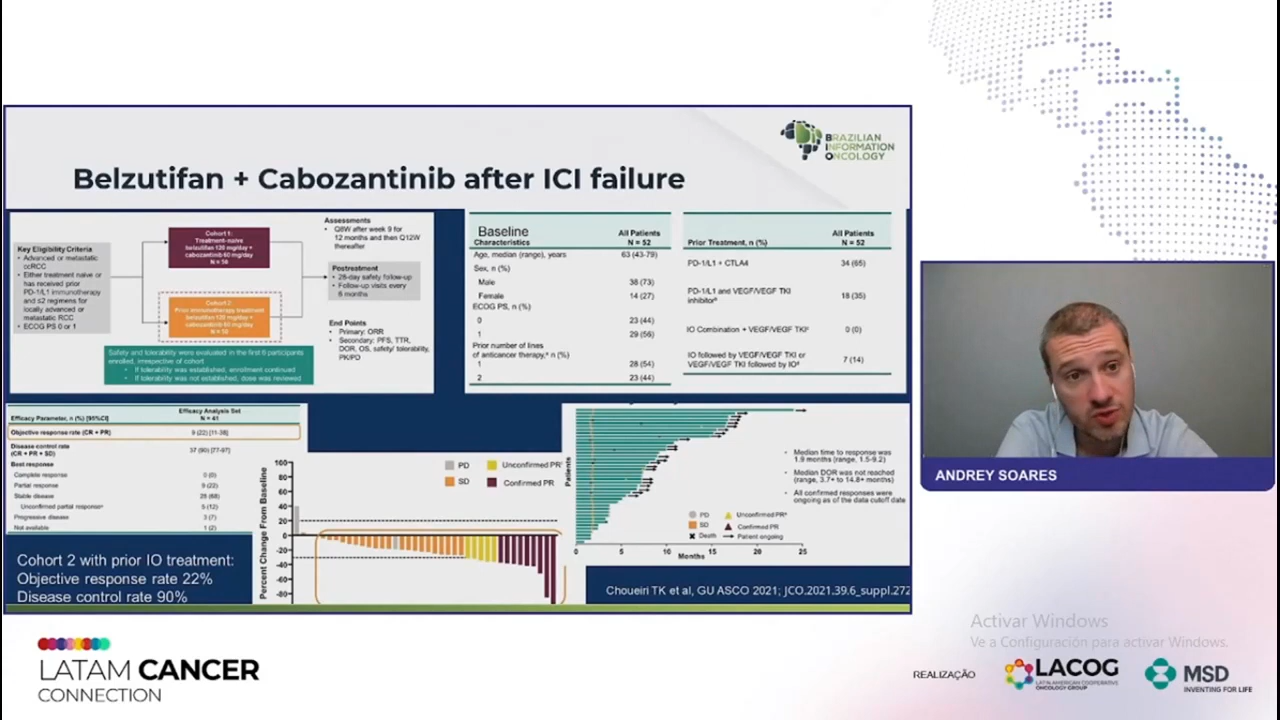 BRAZILIAN
INFORMATION
ONCOLOGY
Belzutifan + Cabozantinib after ICI failure
Key Eligibility Criteria
• Advanced or metastatic
ccRCC
• Either treatment naive or
has received prior
PD-1/L1 immunotherapy
and ≤2 regimens for
locally advanced or
metastatic RCC
• ECOG PS 0 or 1
Cohort 1:
Treatment-naive
belzutifan 120 mg/day +
cabozantinib 60 mg/day
N = 50
Cohort 2:
Prior immunotherapy treatment
belzutifan 120 mg/day +
cabozantinib 60 mg/day
N = 52
Safety and tolerability were evaluated in the first 6 participants
enrolled, irrespective of cohort
• If tolerability was established, enrollment continued
• If tolerability was not established, dose was reviewed
Assessments
• Q8W after week 9 for
12 months and then Q12W
thereafter
Posttreatment
• 28-day safety follow-up
• Follow-up visits every
8 months
End Points
• Primary: ORR
• Secondary: PFS, TTR,
DOR, OS, safety/ tolerability,
PK/PD
Baseline
Characteristics
All Patients
N = 52
Age, median (range), years 63 (43-79)
Sex, n (%)
Male 38 (73)
Female 14 (27)
ECOG PS, n (%)
0 23 (44)
1 29 (56)
Prior number of lines
of anticancer therapy,ᵃ n (%)
1 28 (54)
2 23 (44)
Prior Treatment, n (%)
All Patients
N = 52
PD-1/L1 + CTLA4 34 (65)
PD-1/L1 and VEGF/VEGF TKI
inhibitor 18 (35)
IO Combination + VEGF/VEGF TKI 0 (0)
IO followed by VEGF/VEGF TKI or
VEGF/VEGF TKI followed by IO 7 (14)
Efficacy Parameter, n (%) [95%CI]
Efficacy Analysis Set
N = 41
Objective response rate (CR + PR) 9 (22) [11-38]
Disease control rate
(CR + PR + SD) 37 (90) [77-97]
Best response
Complete response 0 (0)
Partial response 9 (22)
Stable disease 28 (68)
Unconfirmed partial response 5 (12)
Progressive disease 3 (7)
Not available 1 (2)
Cohort 2 with prior IO treatment:
Objective response rate 22%
Disease control rate 90%
Percent Change From Baseline
100
80
60
40
20
0
-20
-40
-60
-80
PD
Unconfirmed PR
SD
Confirmed PR
Patients
0 5 10 15 20 25
Months
PD
Unconfirmed PR
SD
Confirmed PR
Death
Patient ongoing
• Median time to response was
1.9 months (range, 1.5-9.2)
• Median DOR was not reached
(range, 3.7+ to 14.8+ months)
• All confirmed responses were
ongoing as of the data cutoff date
Choueiri TK et al, GU ASCO 2021; JCO.2021.39.6_suppl.272
ANDREY SOARES
Activar Windows
Ve a Configuración para activar Windows.
LATAM CANCER
CONNECTION
REALIZAÇÃO
LACOG
LATIN AMERICAN COOPERATIVE
ONCOLOGY GROUP
MSD
INVENTING FOR LIFE